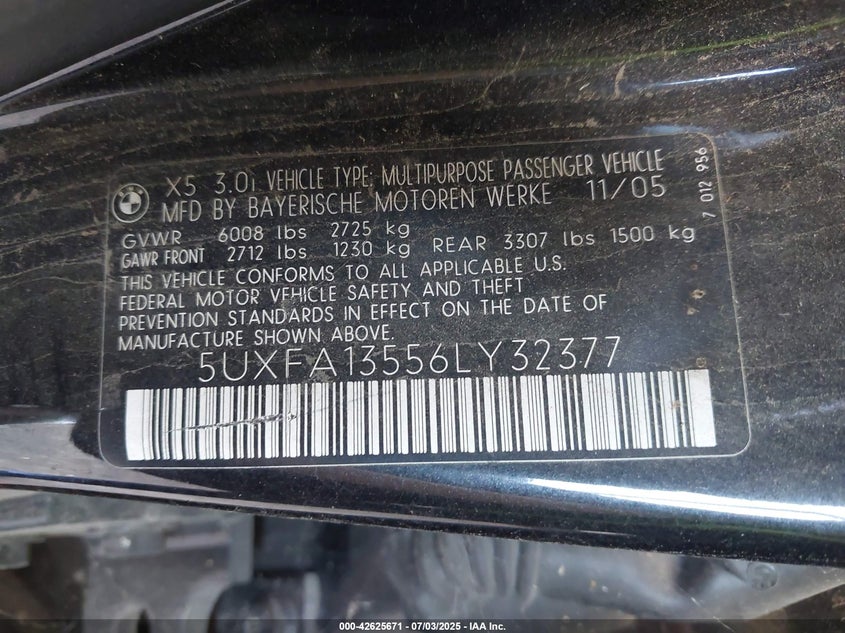 X5 3.0i VEHICLE TYPE: MULTIPURPOSE PASSENGER VEHICLE
MFD BY BAYERISCHE MOTOREN WERKE 11/05
GVWR 6008 lbs 2725 kg
GAWR FRONT 2712 lbs 1230 kg REAR 3307 lbs 1500 kg
THIS VEHICLE CONFORMS TO ALL APPLICABLE U.S.
FEDERAL MOTOR VEHICLE SAFETY AND THEFT
PREVENTION STANDARDS IN EFFECT ON THE DATE OF
MANUFACTURE SHOWN ABOVE.
5UXFA13556LY32377
7 012 956
000-42625671 - 07/03/2025 - IAA Inc.